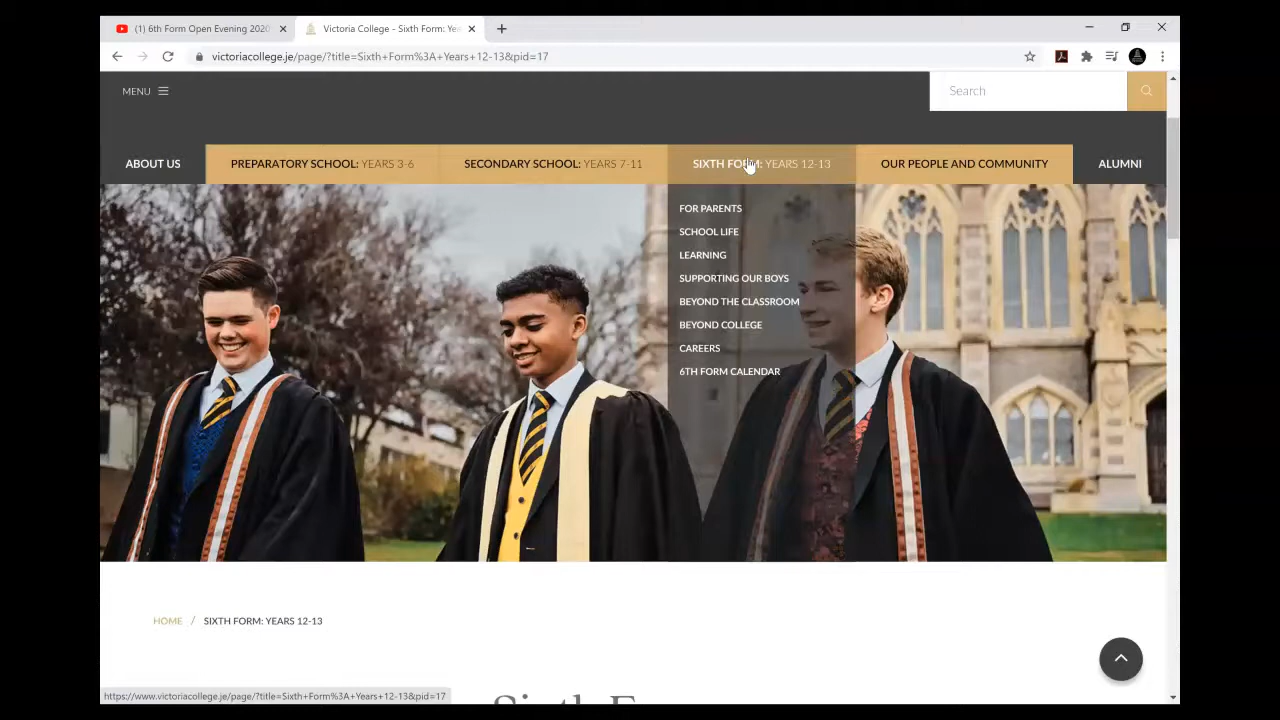 (1) 6th Form Open Evening 2020
Victoria College - Sixth Form: Yea
victoriacollege.je/page/?title=Sixth+Form%3A+Years+12-13&pid=17
MENU
Search
ABOUT US
PREPARATORY SCHOOL: YEARS 3-6
SECONDARY SCHOOL: YEARS 7-11
SIXTH FORM: YEARS 12-13
OUR PEOPLE AND COMMUNITY
ALUMNI
FOR PARENTS
SCHOOL LIFE
LEARNING
SUPPORTING OUR BOYS
BEYOND THE CLASSROOM
BEYOND COLLEGE
CAREERS
6TH FORM CALENDAR
HOME / SIXTH FORM: YEARS 12-13
https://www.victoriacollege.je/page/?title=Sixth+Form%3A+Years+12-13&pid=17